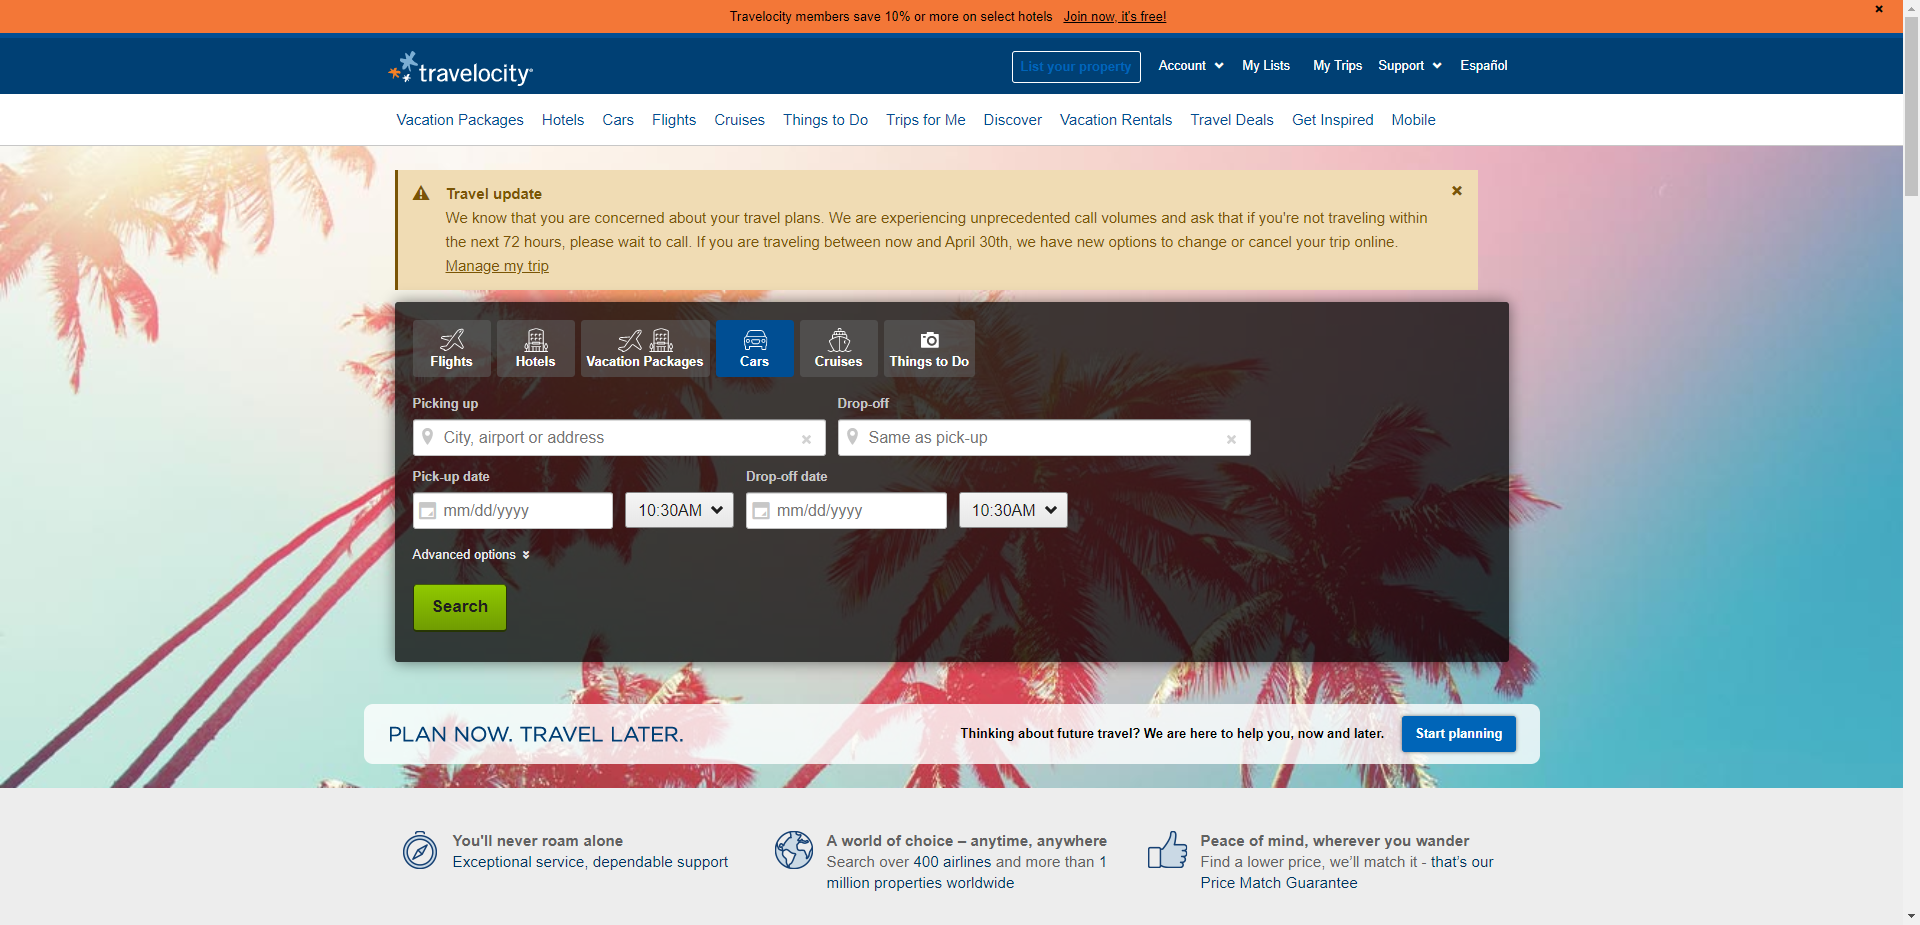 Travelocity members save 10% or more on select hotels Join now, it's free!
travelocity
List your property Account My Lists My Trips Support Español
Vacation Packages Hotels Cars Flights Cruises Things to Do Trips for Me Discover Vacation Rentals Travel Deals Get Inspired Mobile
Travel update
We know that you are concerned about your travel plans. We are experiencing unprecedented call volumes and ask that if you're not traveling within
the next 72 hours, please wait to call. If you are traveling between now and April 30th, we have new options to change or cancel your trip online.
Manage my trip
Flights Hotels Vacation Packages Cars Cruises Things to Do
Picking up Drop-off
City, airport or address Same as pick-up
Pick-up date Drop-off date
mm/dd/yyyy 10:30AM mm/dd/yyyy 10:30AM
Advanced options
Search
PLAN NOW. TRAVEL LATER. Thinking about future travel? We are here to help you, now and later. Start planning
You'll never roam alone
Exceptional service, dependable support
A world of choice – anytime, anywhere
Search over 400 airlines and more than 1
million properties worldwide
Peace of mind, wherever you wander
Find a lower price, we'll match it - that's our
Price Match Guarantee